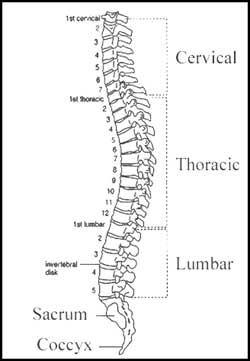 1st cervical
2
3
4
5
6
7
Cervical
1st thoracic
2
3
4
5
6
7
8
9
10
11
12
Thoracic
1st lumbar
2
3
invertebral
disk
4
5
Lumbar
Sacrum
Coccyx